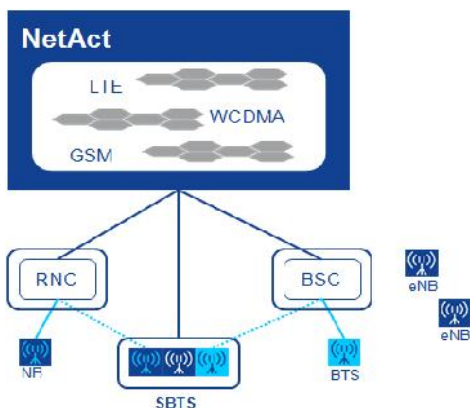 NetAct
LTE
WCDMA
GSM
RNC
BSC
eNB
eNB
NB
BTS
SBTS